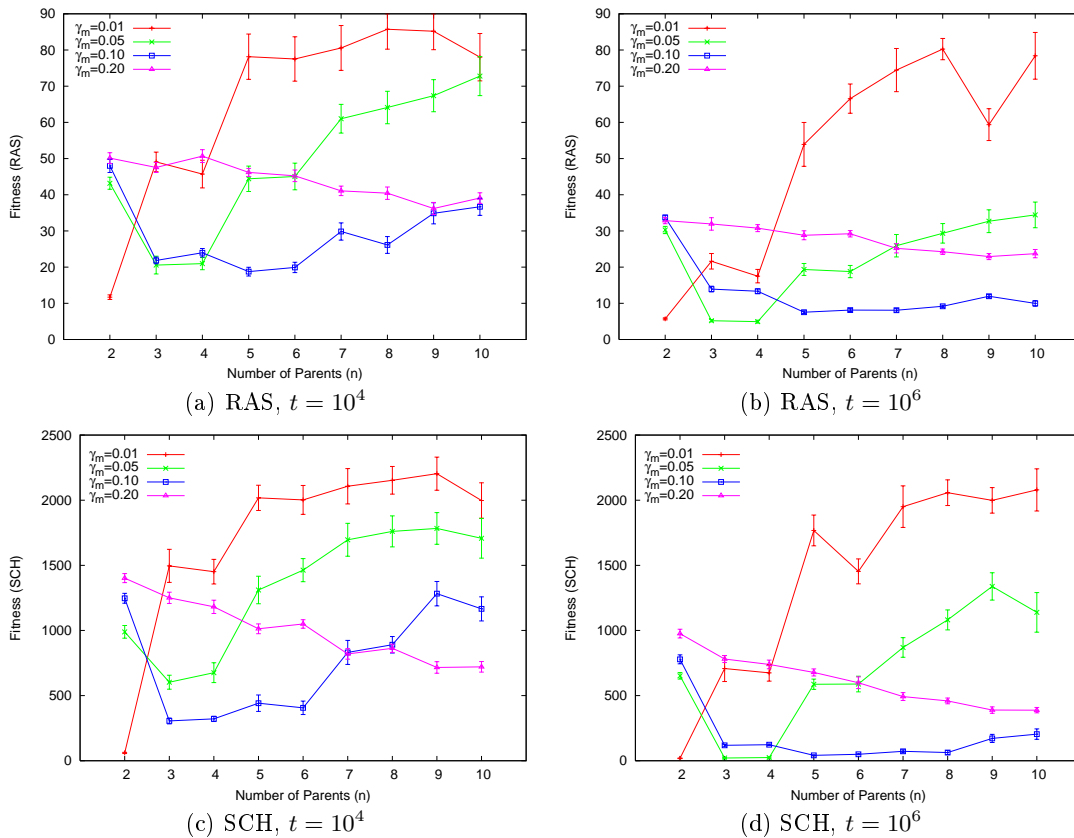 Fitness (RAS)
90
80
70
60
50
40
30
20
10
0
γm=0.01
γm=0.05
γm=0.10
γm=0.20
2 3 4 5 6 7 8 9 10
Number of Parents (n)
(a) RAS, t = 10^4
Fitness (RAS)
90
80
70
60
50
40
30
20
10
0
γm=0.01
γm=0.05
γm=0.10
γm=0.20
2 3 4 5 6 7 8 9 10
Number of Parents (n)
(b) RAS, t = 10^6
Fitness (SCH)
2500
2000
1500
1000
500
0
γm=0.01
γm=0.05
γm=0.10
γm=0.20
2 3 4 5 6 7 8 9 10
Number of Parents (n)
(c) SCH, t = 10^4
Fitness (SCH)
2500
2000
1500
1000
500
0
γm=0.01
γm=0.05
γm=0.10
γm=0.20
2 3 4 5 6 7 8 9 10
Number of Parents (n)
(d) SCH, t = 10^6